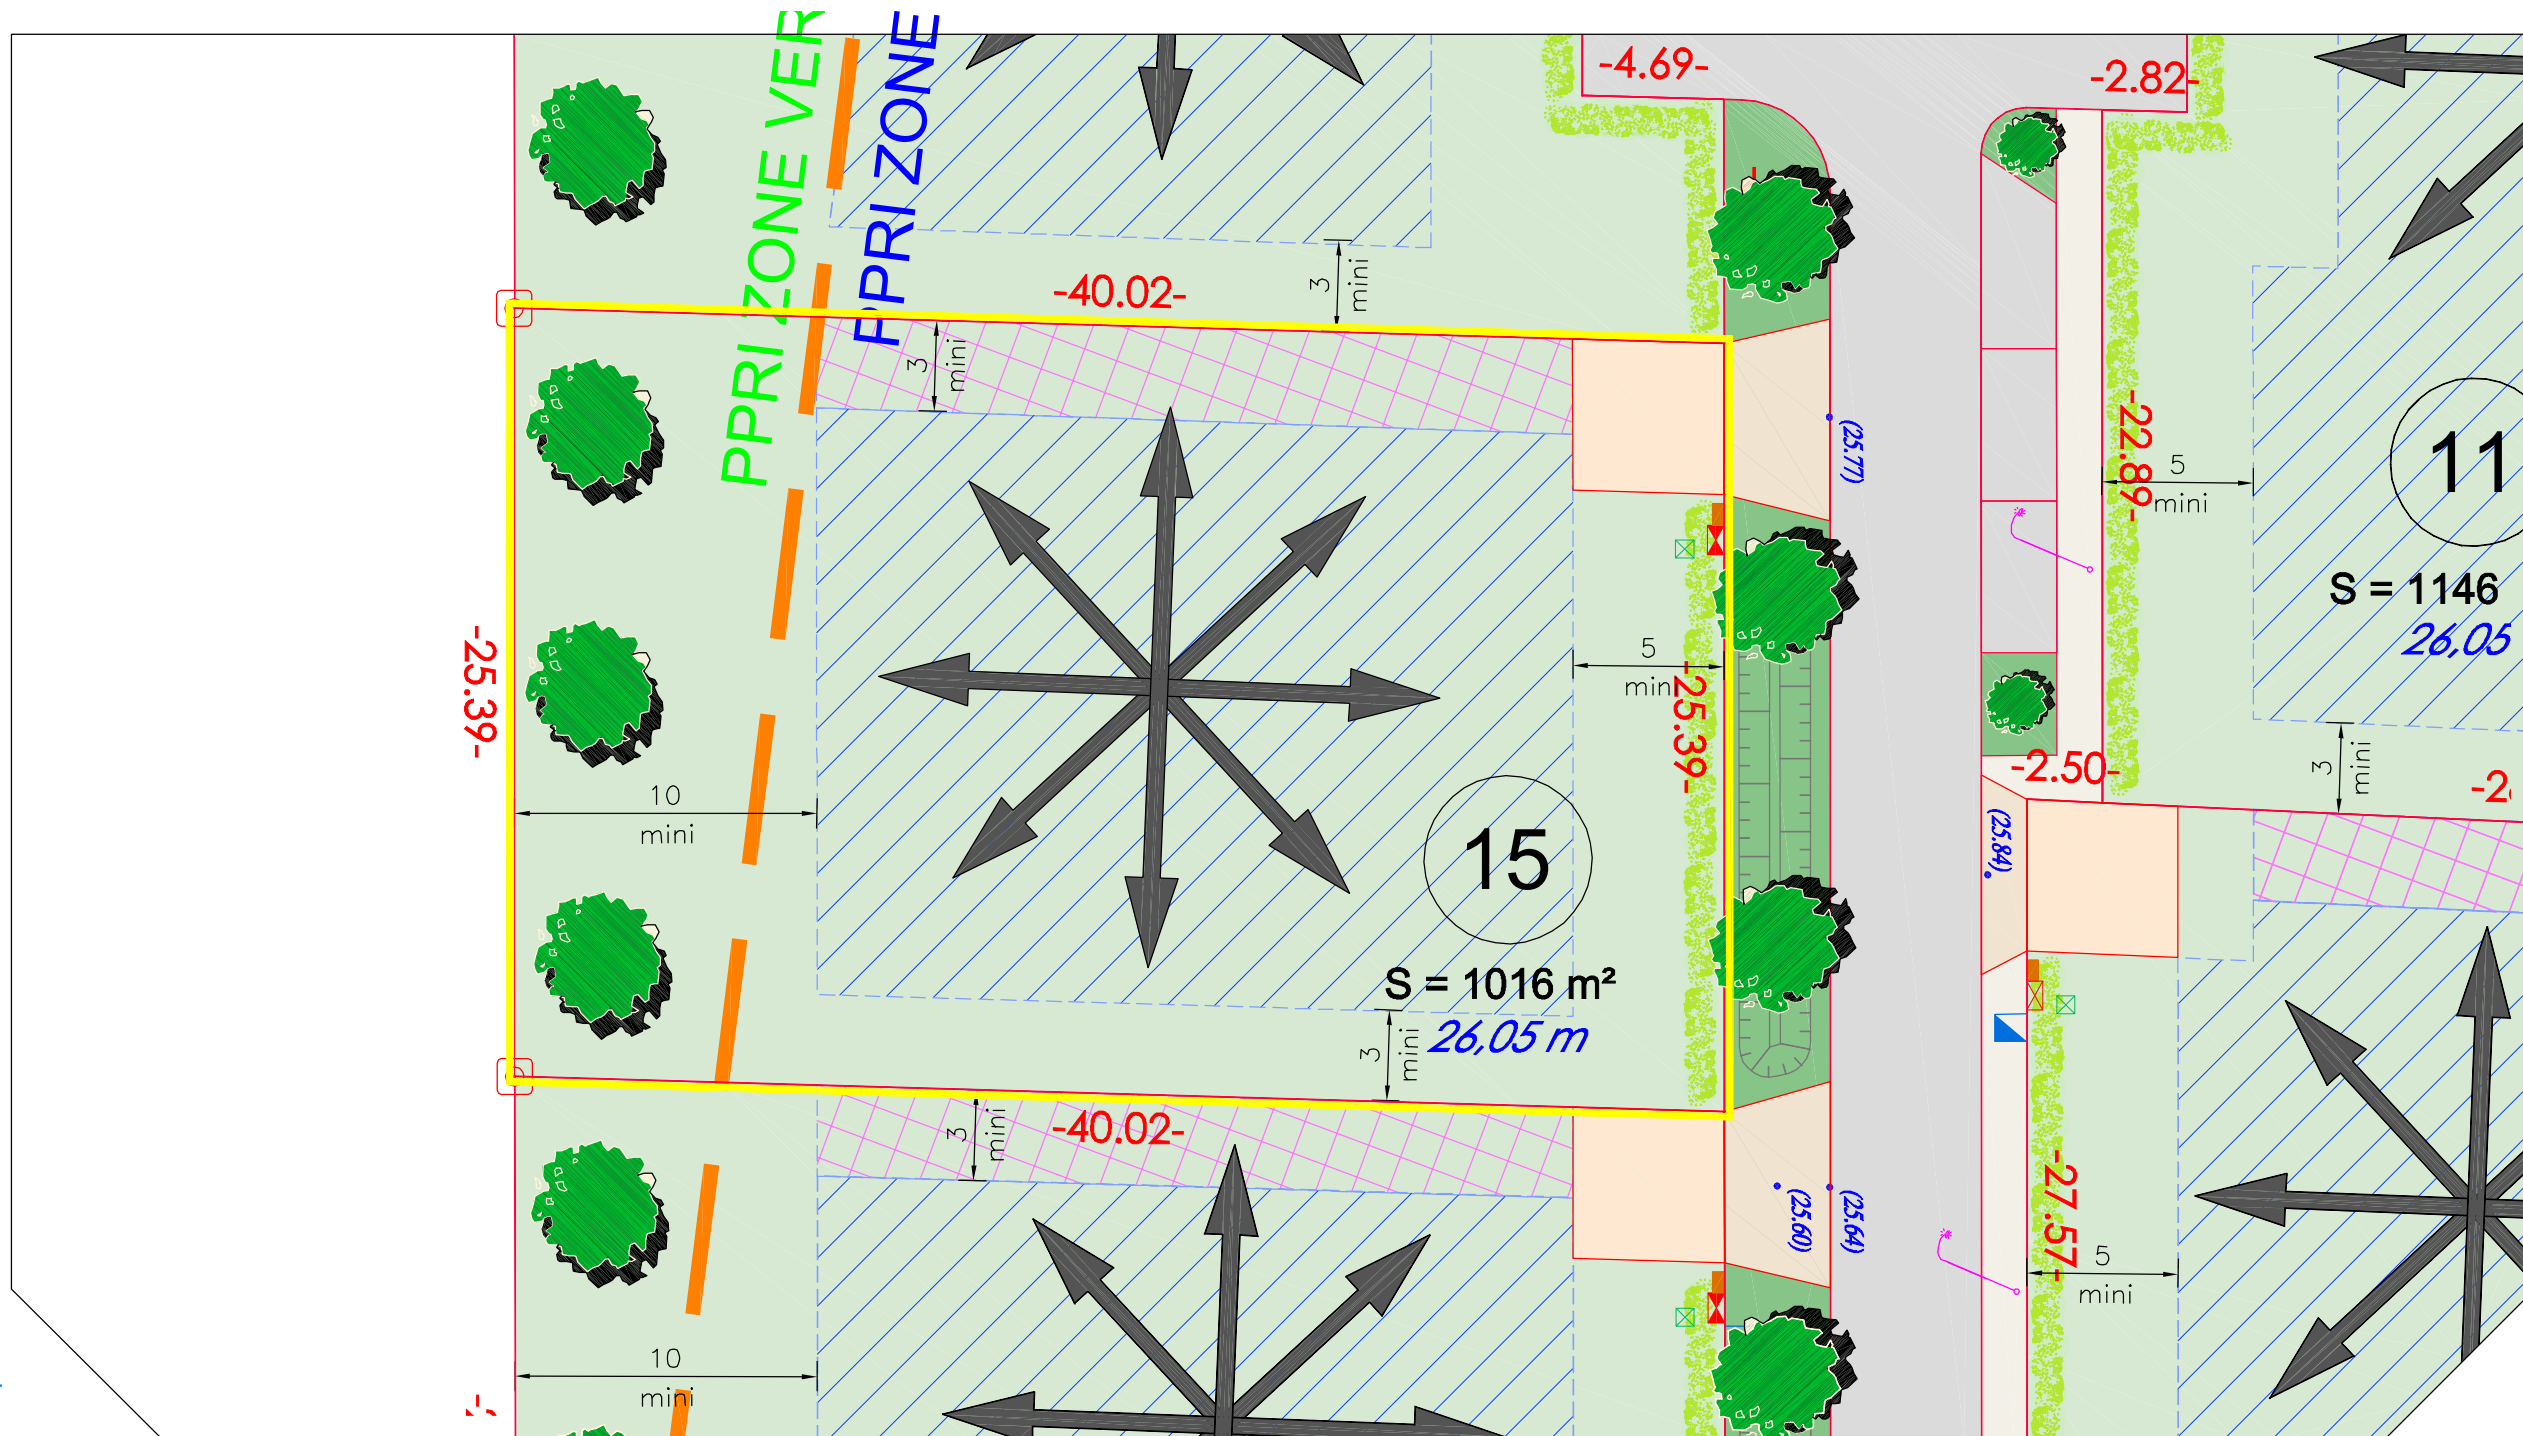 PPRI ZONE VER
PPRI ZONE
-4.69-
-2.82-
-40.02-
3
mini
3
mini
(25.77)
-22.89-
5
mini
11
S = 1146
26,05
-25.39-
5
mini
-25.39-
10
mini
15
S = 1016 m²
26,05 m
3
mini
-2.50-
3
mini
(25.84)
-40.02-
3
mini
(25.60)
(25.64)
-27.57-
5
mini
10
mini